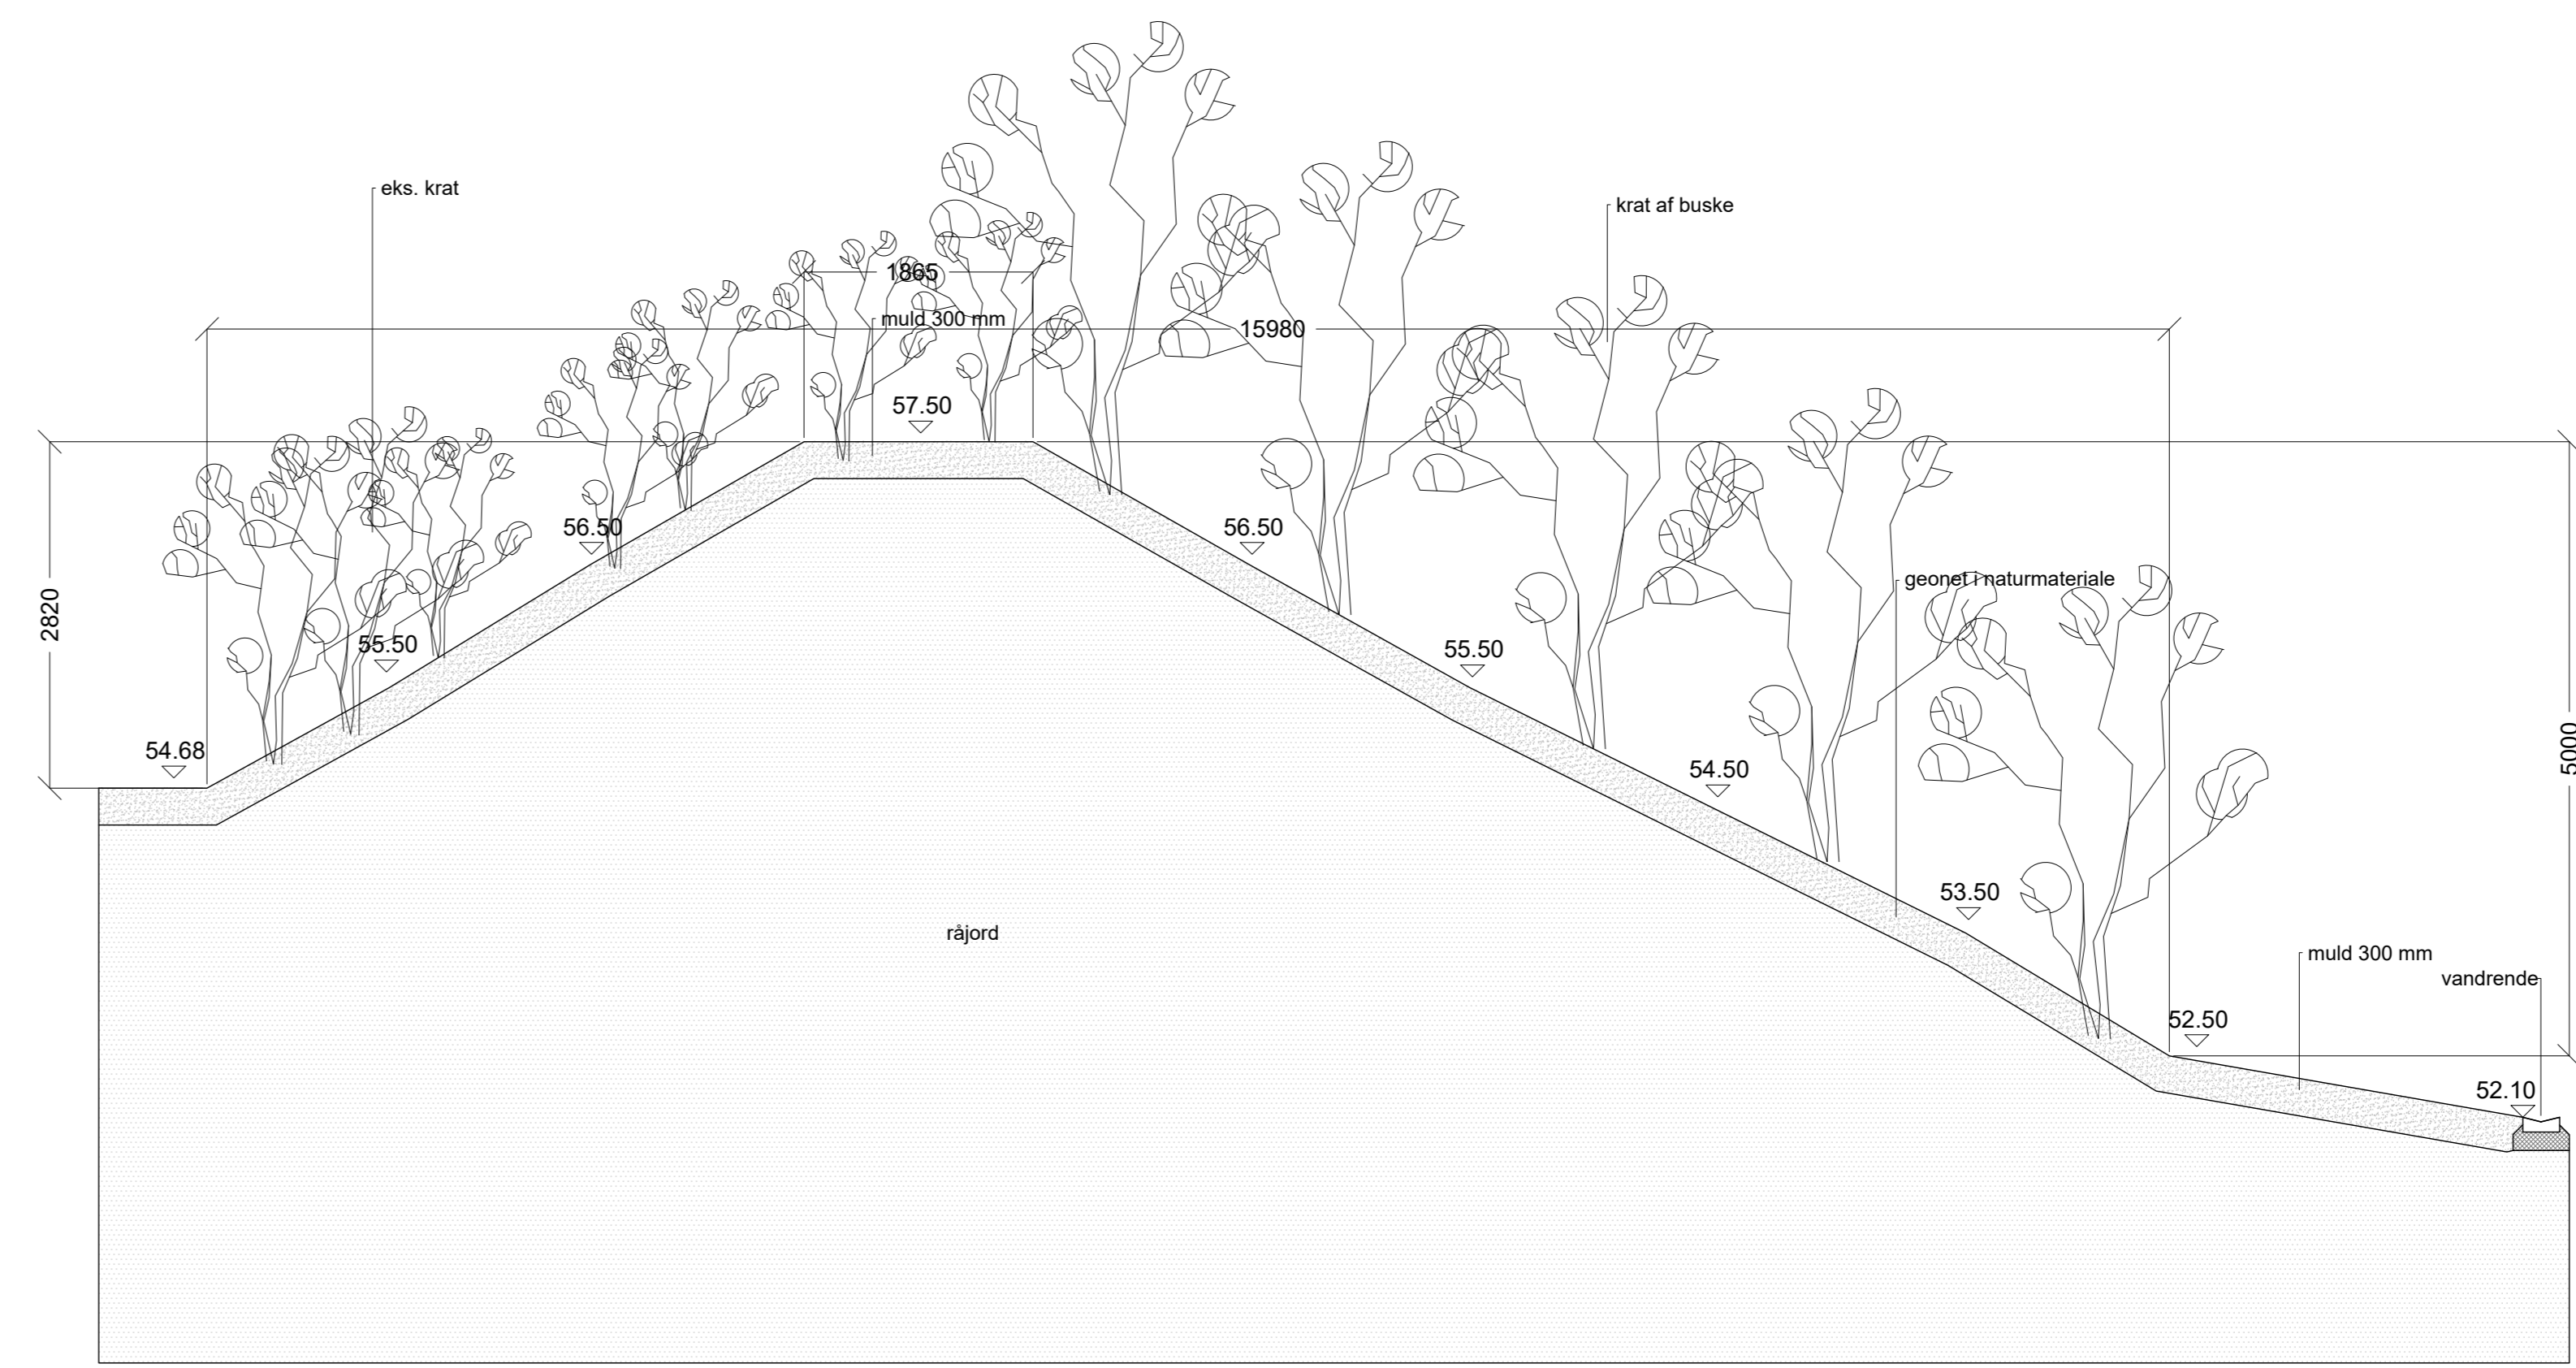 eks. krat
krat af buske
1865
muld 300 mm
15980
57.50
56.50
56.50
geonet i naturmateriale
2820
55.50
55.50
54.68
5000
54.50
53.50
råjord
muld 300 mm
vandrende
52.50
52.10